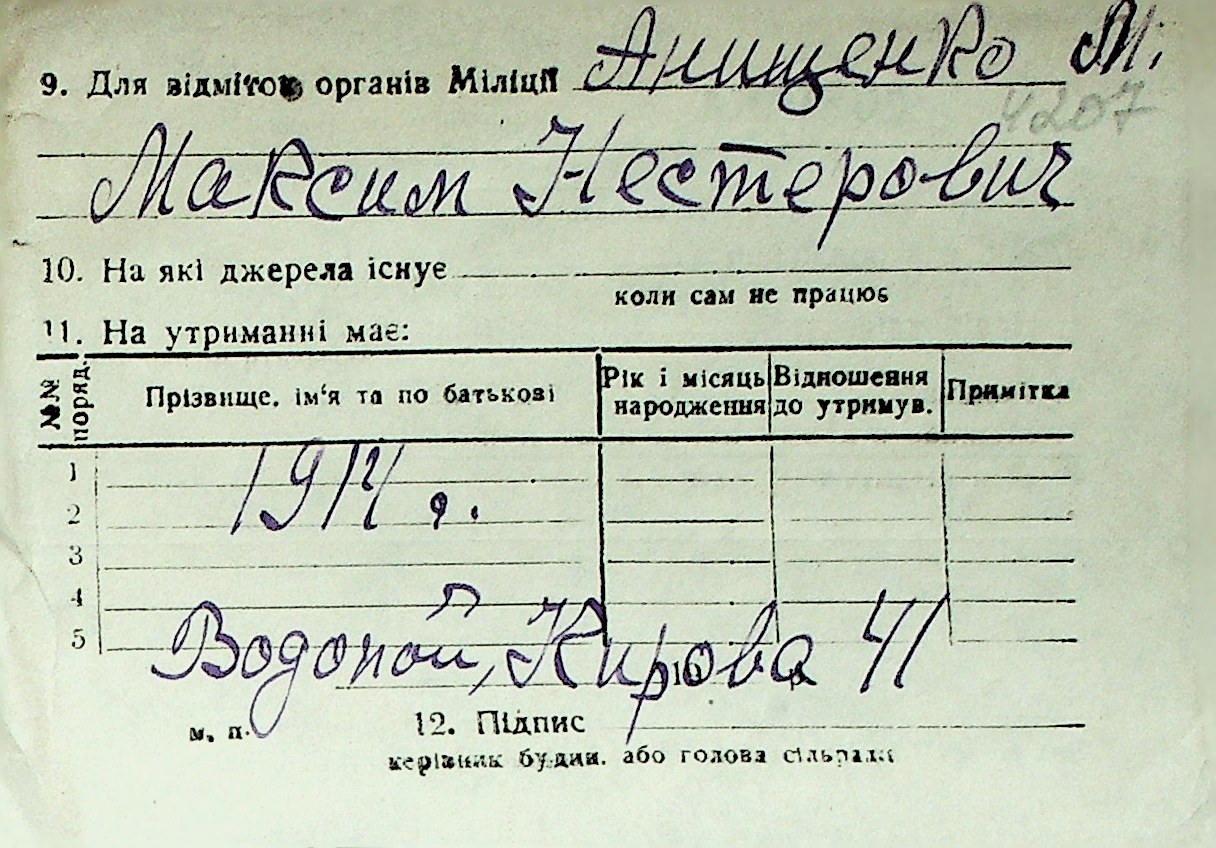 9. Для відміток органів Міліції Анищенко М.
4207
Максим Нестерович
10. На які джерела існує
коли сам не працює
11. На утриманні має:
№№ поряд. Прізвище, ім'я та по батькові Рік і місяць народження Відношення до утримув. Примітка
1
1914 г.
2
3
4
5
Водопой, Кирова 41
м. п. 12. Підпис
керівник будин. або голова сільради